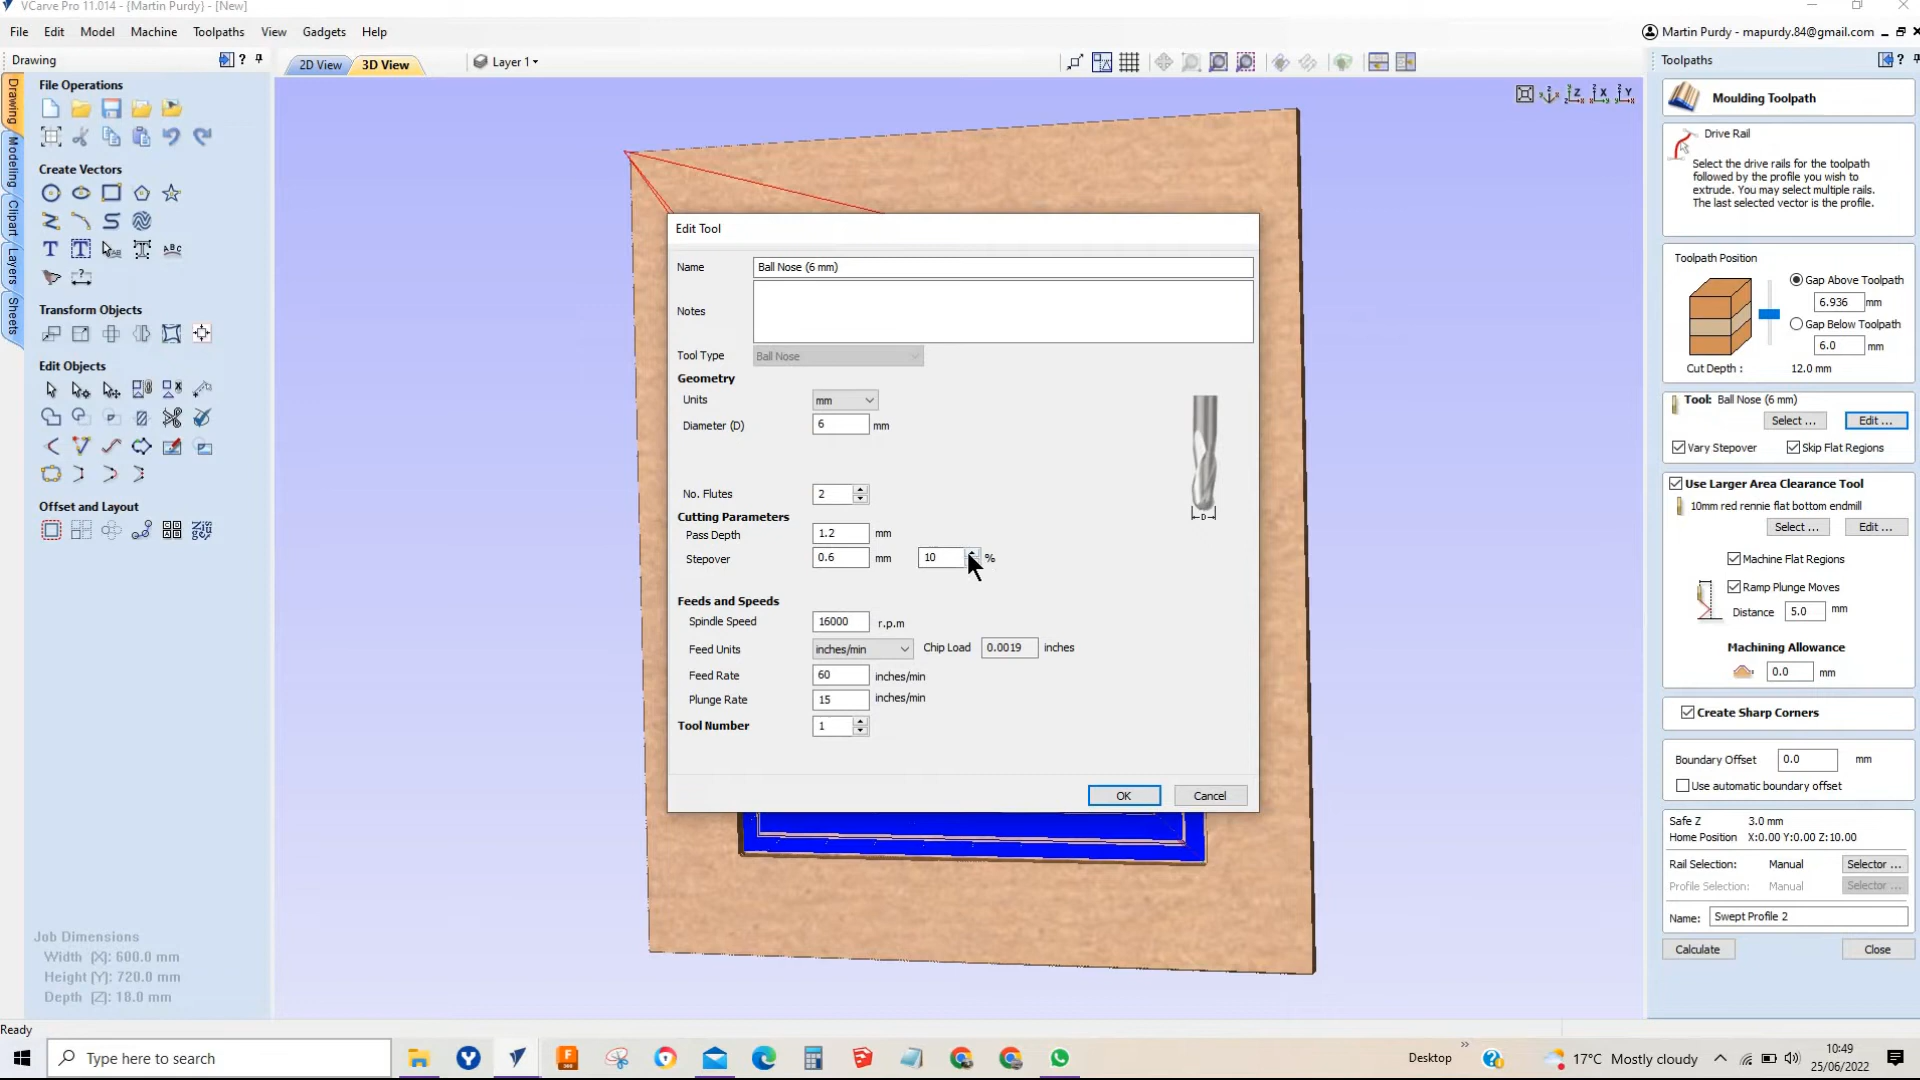 VCarve Pro 11.014 - {Martin Purdy} - [New]
File Edit Model Machine Toolpaths View Gadgets Help
Martin Purdy - mapurdy.84@gmail.com
Drawing
2D View
3D View
Layer 1
Toolpaths
Drawing
Modeling
Clipart
Layers
Sheets
File Operations
Create Vectors
Transform Objects
Edit Objects
Offset and Layout
Job Dimensions
Width (X): 600.0 mm
Height (Y): 720.0 mm
Depth (Z): 18.0 mm
Edit Tool
Name Ball Nose (6 mm)
Notes
Tool Type Ball Nose
Geometry
Units mm
Diameter (D) 6 mm
No. Flutes 2
D
Cutting Parameters
Pass Depth 1.2 mm
Stepover 0.6 mm 10 %
Feeds and Speeds
Spindle Speed 16000 r.p.m
Feed Units inches/min Chip Load 0.0019 inches
Feed Rate 60 inches/min
Plunge Rate 15 inches/min
Tool Number 1
OK Cancel
Moulding Toolpath
Drive Rail
Select the drive rails for the toolpath
followed by the profile you wish to
extrude. You may select multiple rails.
The last selected vector is the profile.
Toolpath Position
Gap Above Toolpath
6.936 mm
Gap Below Toolpath
6.0 mm
Cut Depth : 12.0 mm
Tool: Ball Nose (6 mm)
Select ... Edit ...
Vary Stepover Skip Flat Regions
Use Larger Area Clearance Tool
10mm red rennie flat bottom endmill
Select ... Edit ...
Machine Flat Regions
Ramp Plunge Moves
Distance 5.0 mm
Machining Allowance
0.0 mm
Create Sharp Corners
Boundary Offset 0.0 mm
Use automatic boundary offset
Safe Z 3.0 mm
Home Position X:0.00 Y:0.00 Z:10.00
Rail Selection: Manual Selector ...
Profile Selection: Manual Selector ...
Name: Swept Profile 2
Calculate Close
Ready
Type here to search
Desktop
17°C Mostly cloudy
10:49
25/06/2022